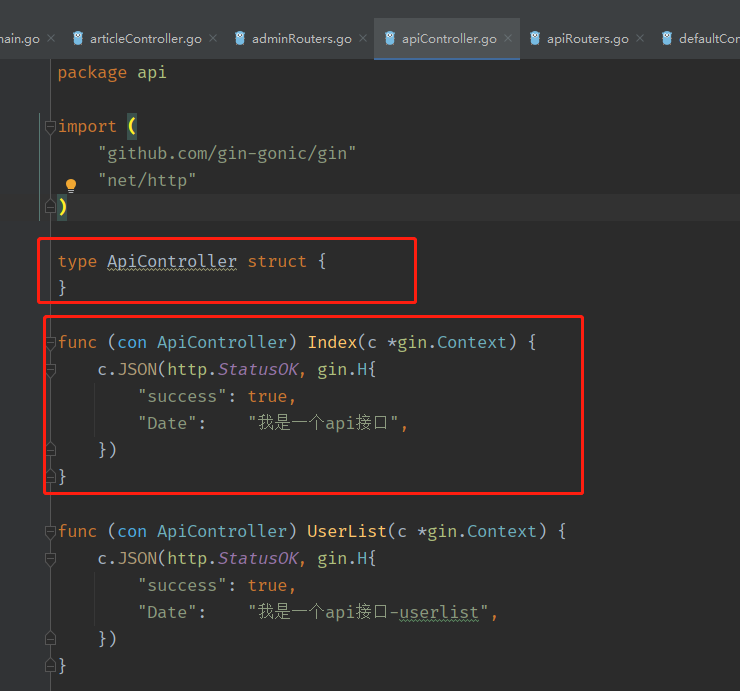 main.go articleController.go adminRouters.go apiController.go apiRouters.go defaultCon
package api
import (
"github.com/gin-gonic/gin"
"net/http"
)
type ApiController struct {
}
func (con ApiController) Index(c *gin.Context) {
c.JSON(http.StatusOK, gin.H{
"success": true,
"Date": "我是一个api接口",
})
}
func (con ApiController) UserList(c *gin.Context) {
c.JSON(http.StatusOK, gin.H{
"success": true,
"Date": "我是一个api接口-userlist",
})
}